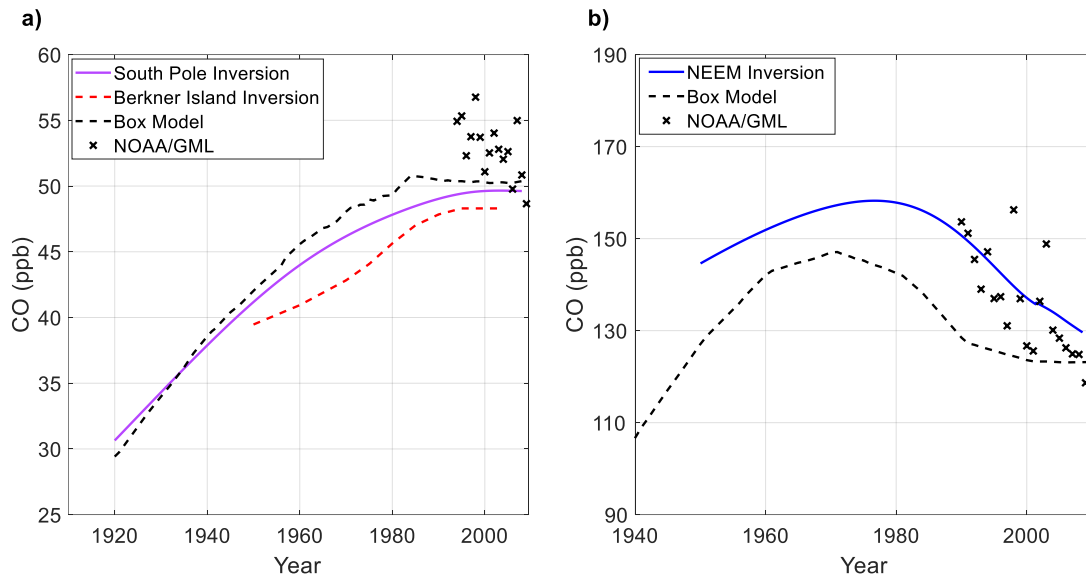 a)
60
55
50
45
40
35
30
25
CO (ppb)
South Pole Inversion
Berkner Island Inversion
Box Model
NOAA/GML
1920
1940
1960
1980
2000
Year
b)
190
170
150
130
110
90
CO (ppb)
NEEM Inversion
Box Model
NOAA/GML
1940
1960
1980
2000
Year